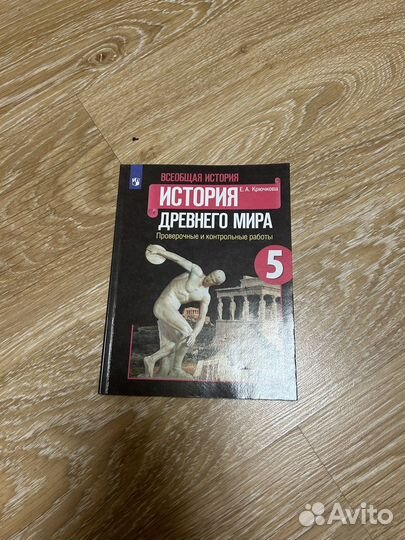 ВСЕОБЩАЯ ИСТОРИЯ
Е. А. Крючкова
ИСТОРИЯ
ДРЕВНЕГО МИРА
Проверочные и контрольные работы
5
Avito